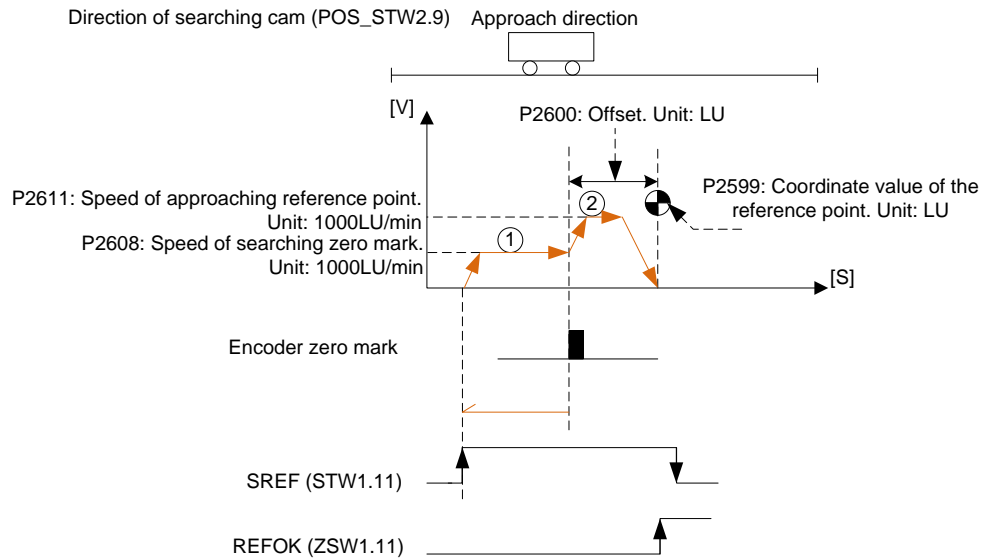 Direction of searching cam (POS_STW2.9)
Approach direction
[V]
P2600: Offset. Unit: LU
P2611: Speed of approaching reference point.
Unit: 1000LU/min
P2599: Coordinate value of the
reference point. Unit: LU
2
P2608: Speed of searching zero mark.
Unit: 1000LU/min
1
[S]
Encoder zero mark
SREF (STW1.11)
REFOK (ZSW1.11)